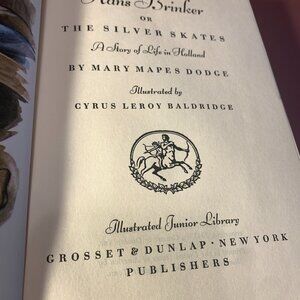 Hans Brinker
OR
THE SILVER SKATES
A Story of Life in Holland
BY MARY MAPES DODGE
Illustrated by
CYRUS LEROY BALDRIDGE
Illustrated Junior Library
GROSSET & DUNLAP · NEW YORK
PUBLISHERS